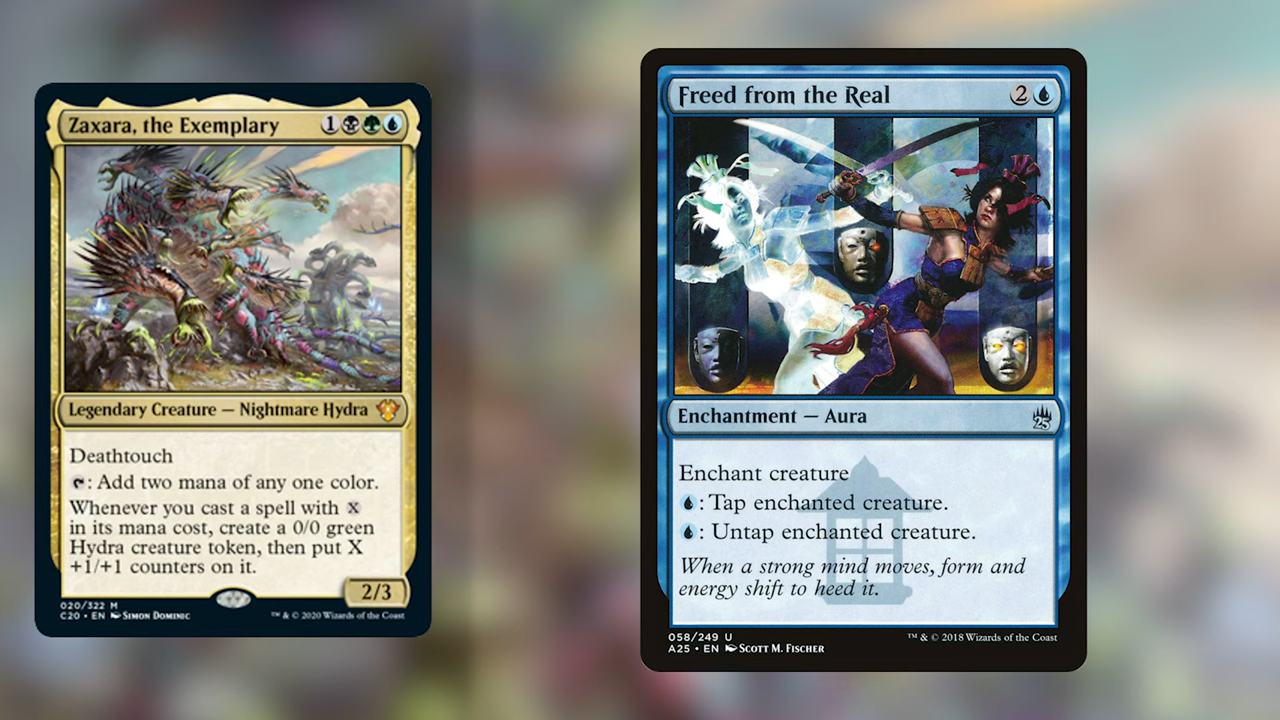 Zaxara, the Exemplary 1
Legendary Creature — Nightmare Hydra
Deathtouch
: Add two mana of any one color.
Whenever you cast a spell with X
in its mana cost, create a 0/0 green
Hydra creature token, then put X
+1/+1 counters on it.
2/3
020/322 M
C20 • EN SIMON DOMINIC
™ & © 2020 Wizards of the Coast
Freed from the Real 2
Enchantment — Aura
25
Enchant creature
: Tap enchanted creature.
: Untap enchanted creature.
When a strong mind moves, form and
energy shift to heed it.
058/249 U
A25 • EN SCOTT M. FISCHER
™ & © 2018 Wizards of the Coast